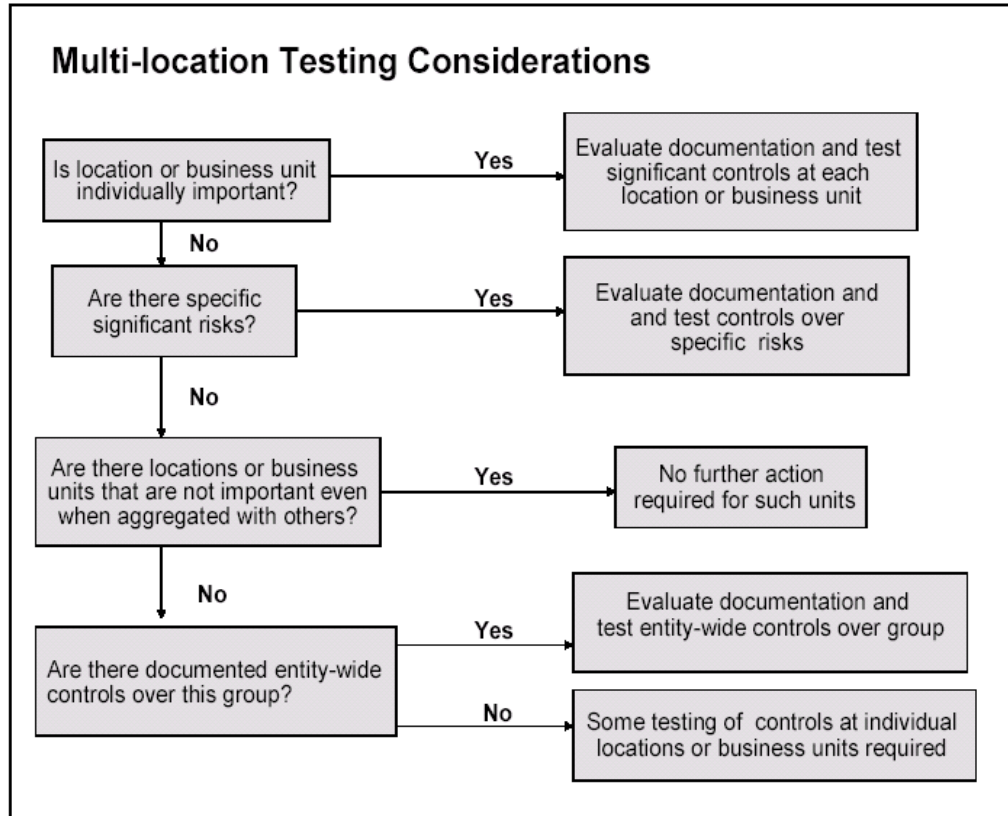 Multi-location Testing Considerations
Is location or business unit
individually important?
Yes
Evaluate documentation and test
significant controls at each
location or business unit
No
Are there specific
significant risks?
Yes
Evaluate documentation and
and test controls over
specific risks
No
Are there locations or business
units that are not important even
when aggregated with others?
Yes
No further action
required for such units
No
Are there documented entity-wide
controls over this group?
Yes
Evaluate documentation and
test entity-wide controls over group
No
Some testing of controls at individual
locations or business units required